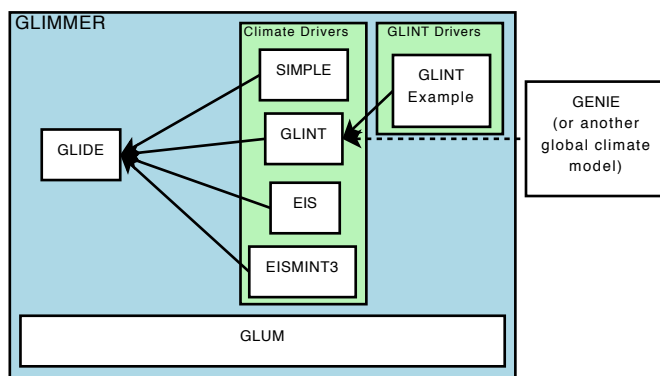 GLIMMER
Climate Drivers
GLINT Drivers
SIMPLE
GLINT
Example
GENIE
(or another
global climate
model)
GLINT
GLIDE
EIS
EISMINT3
GLUM